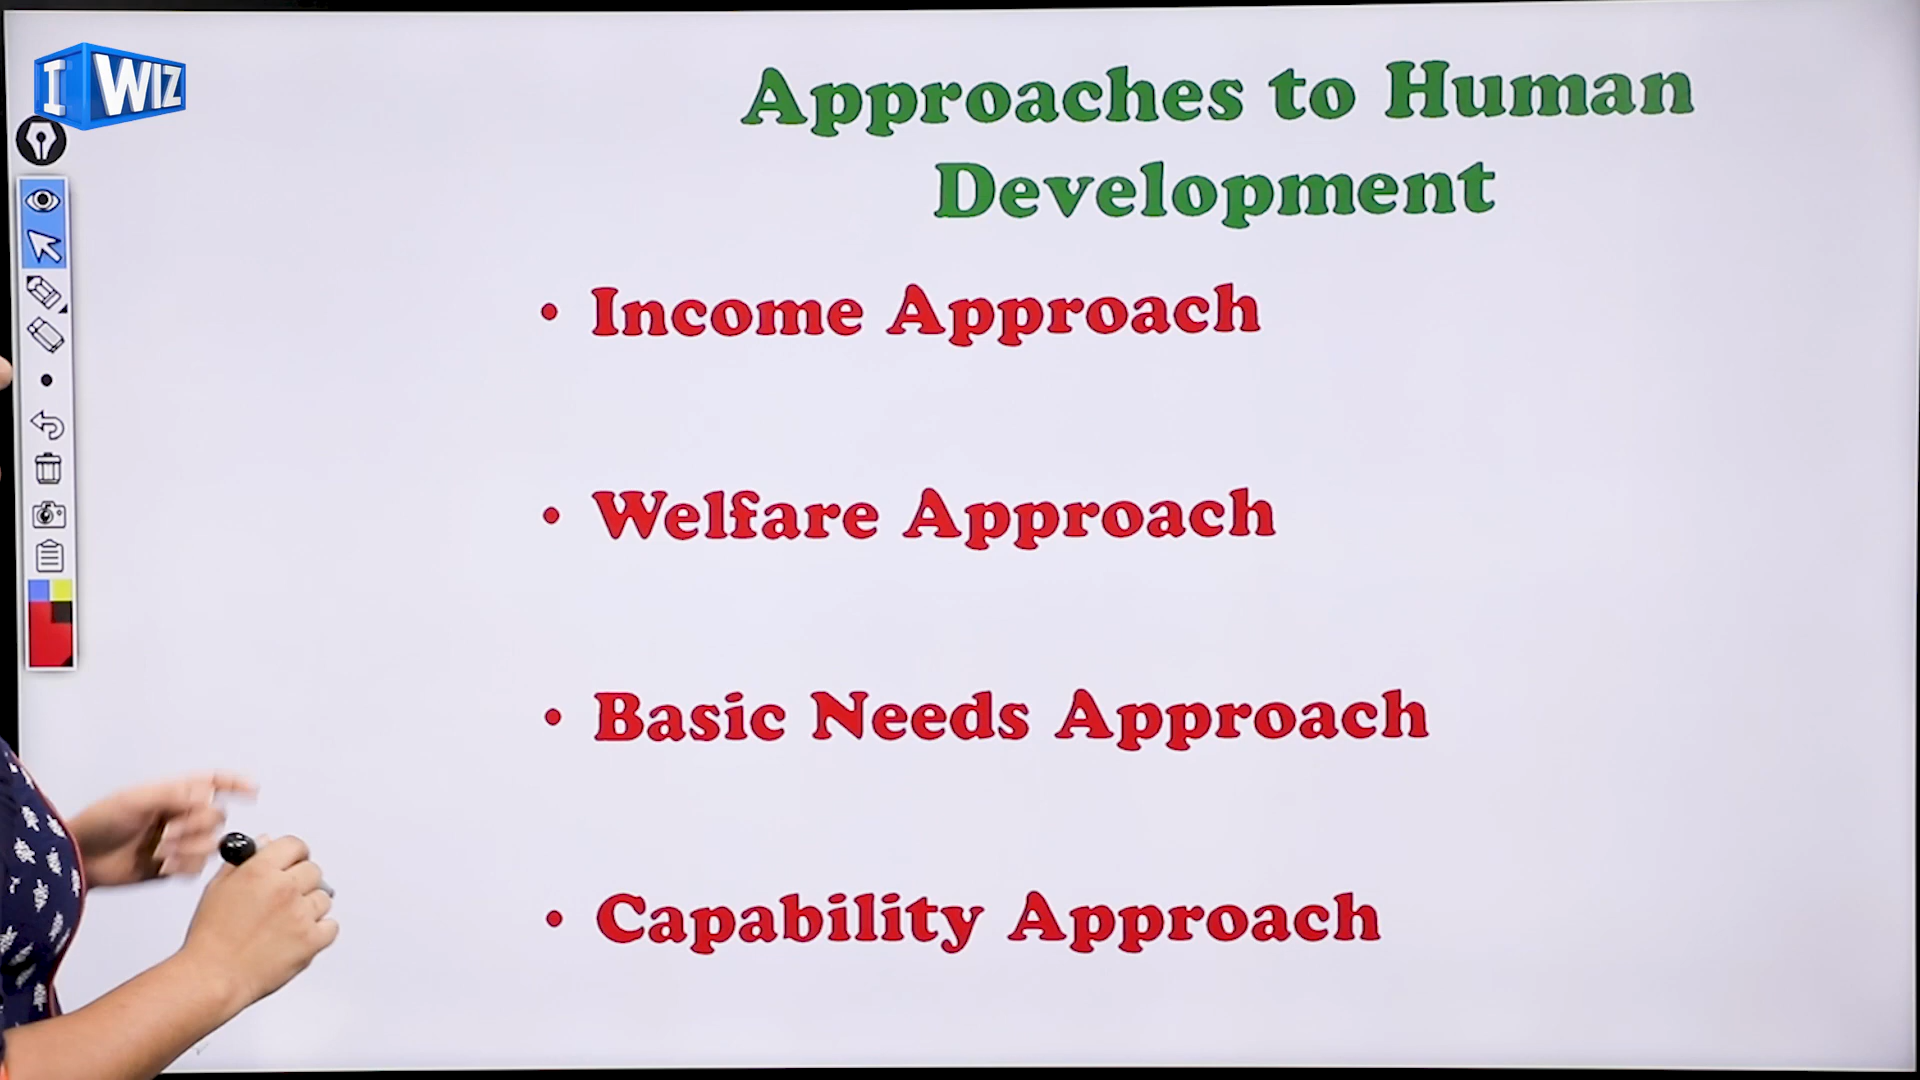 I WIZ
Approaches to Human
Development
• Income Approach
• Welfare Approach
• Basic Needs Approach
• Capability Approach